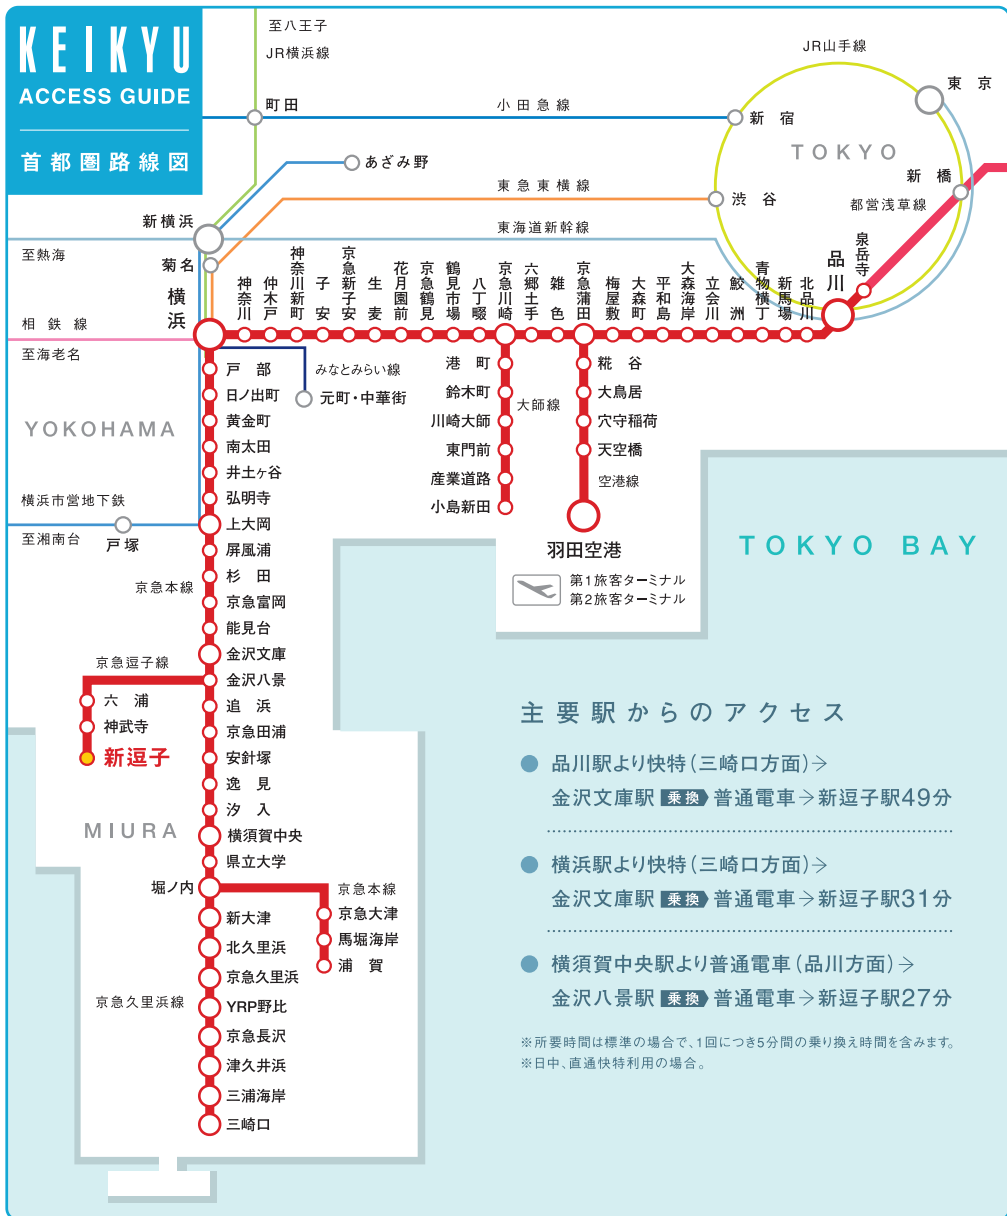 KEIKYU
ACCESS GUIDE
首都圏路線図
至八王子
JR横浜線
町田
小田急線
新宿
JR山手線
東京
TOKYO
あざみ野
東急東横線
渋谷
新橋
都営浅草線
新横浜
東海道新幹線
至熱海
菊名
泉岳寺
品川
横浜
神奈川
仲木戸
神奈川新町
子安
京急新子安
生麦
花月園前
京急鶴見
鶴見市場
八丁畷
京急川崎
六郷土手
雑色
京急蒲田
梅屋敷
大森町
平和島
大森海岸
立会川
鮫洲
青物横丁
新馬場
北品川
相鉄線
至海老名
みなとみらい線
元町・中華街
YOKOHAMA
戸部
日ノ出町
黄金町
南太田
井土ヶ谷
弘明寺
上大岡
屏風浦
杉田
京急富岡
能見台
金沢文庫
金沢八景
追浜
京急田浦
安針塚
逸見
汐入
横須賀中央
県立大学
堀ノ内
新大津
北久里浜
京急久里浜
YRP野比
京急長沢
津久井浜
三浦海岸
三崎口
横浜市営地下鉄
至湘南台
戸塚
京急本線
京急逗子線
六浦
神武寺
新逗子
MIURA
京急本線
京急大津
馬堀海岸
浦賀
京急久里浜線
港町
鈴木町
川崎大師
東門前
産業道路
小島新田
大師線
糀谷
大鳥居
穴守稲荷
天空橋
空港線
羽田空港
第1旅客ターミナル
第2旅客ターミナル
TOKYO BAY
主要駅からのアクセス
● 品川駅より快特(三崎口方面)→
金沢文庫駅 乗換 普通電車→新逗子駅49分
● 横浜駅より快特(三崎口方面)→
金沢文庫駅 乗換 普通電車→新逗子駅31分
● 横須賀中央駅より普通電車(品川方面)→
金沢八景駅 乗換 普通電車→新逗子駅27分
※所要時間は標準の場合で、1回につき5分間の乗り換え時間を含みます。
※日中、直通快特利用の場合。